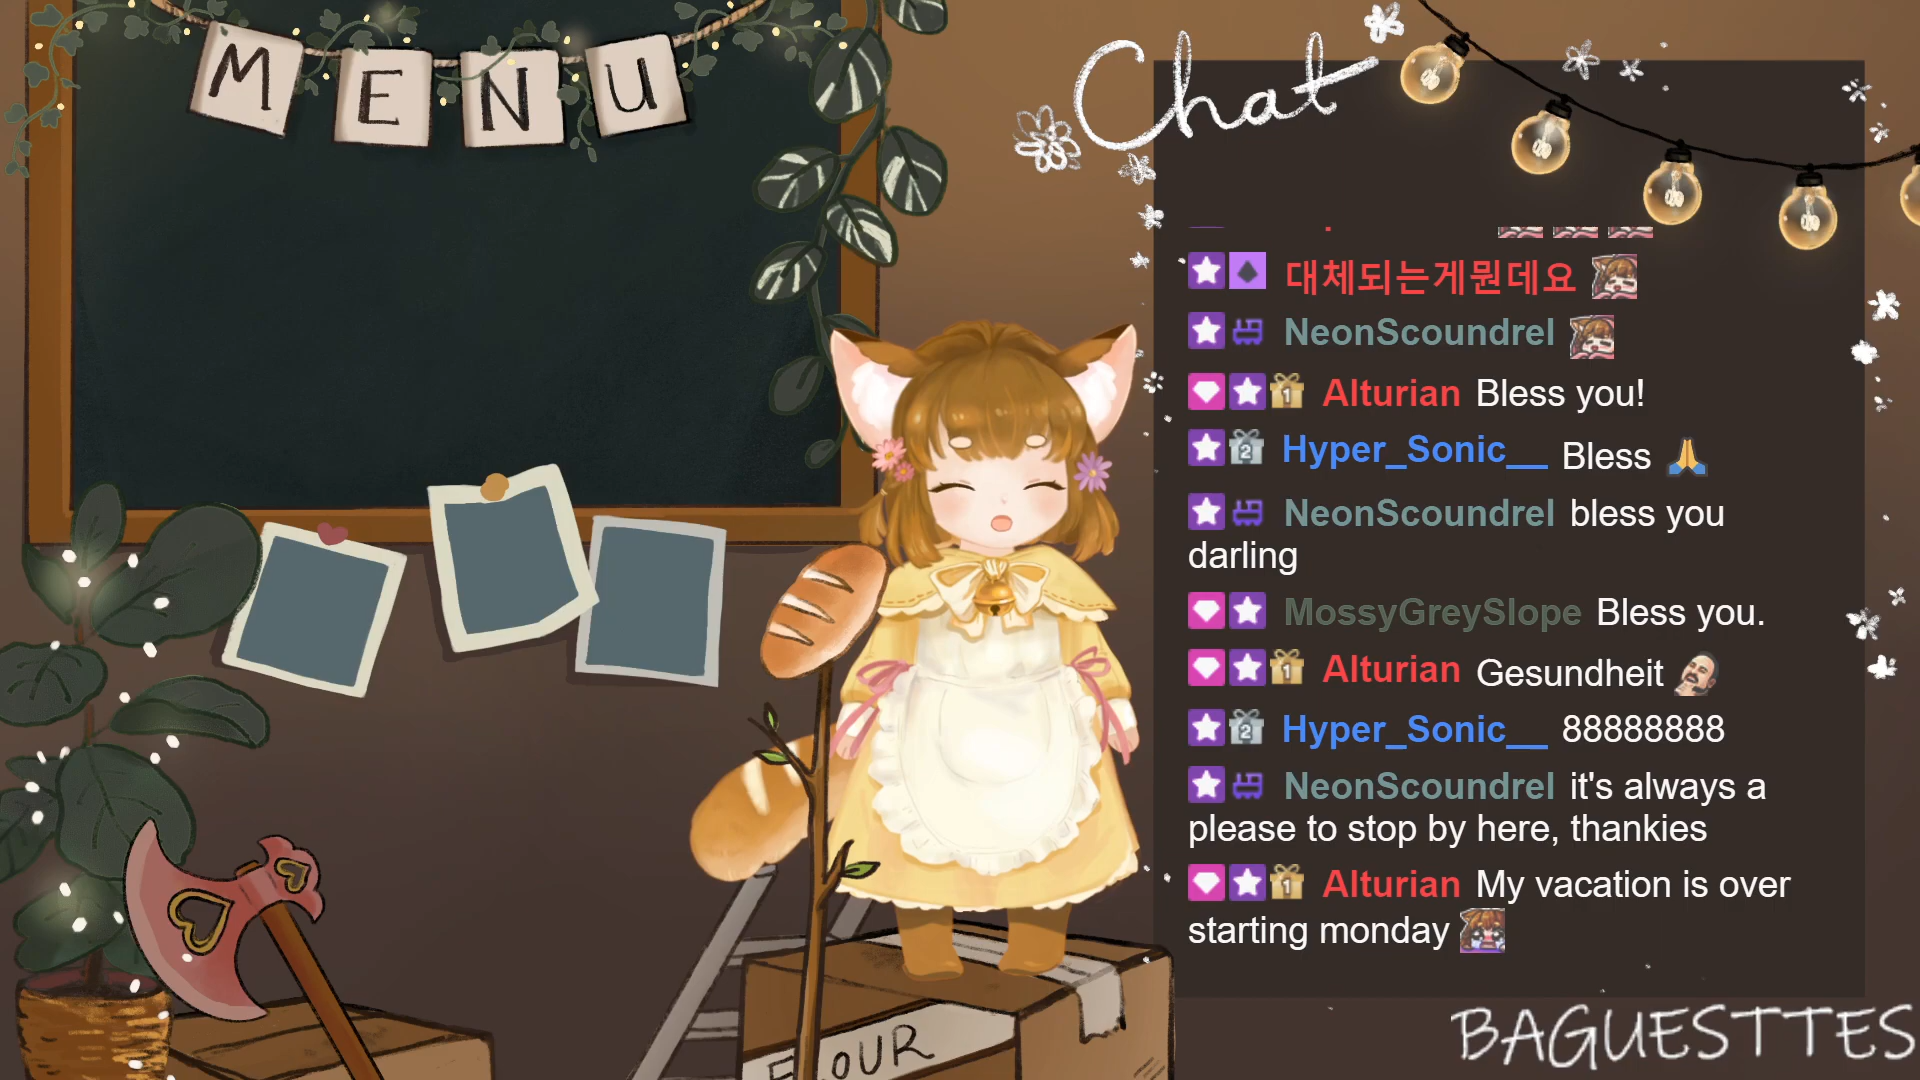 MENU
Chat
대체되는게뭔데요
NeonScoundrel
Alturian Bless you!
Hyper_Sonic__ Bless 🙏
NeonScoundrel bless you
darling
MossyGreySlope Bless you.
Alturian Gesundheit
Hyper_Sonic__ 88888888
NeonScoundrel it's always a
please to stop by here, thankies
Alturian My vacation is over
starting monday
FLOUR
BAGUESTTES